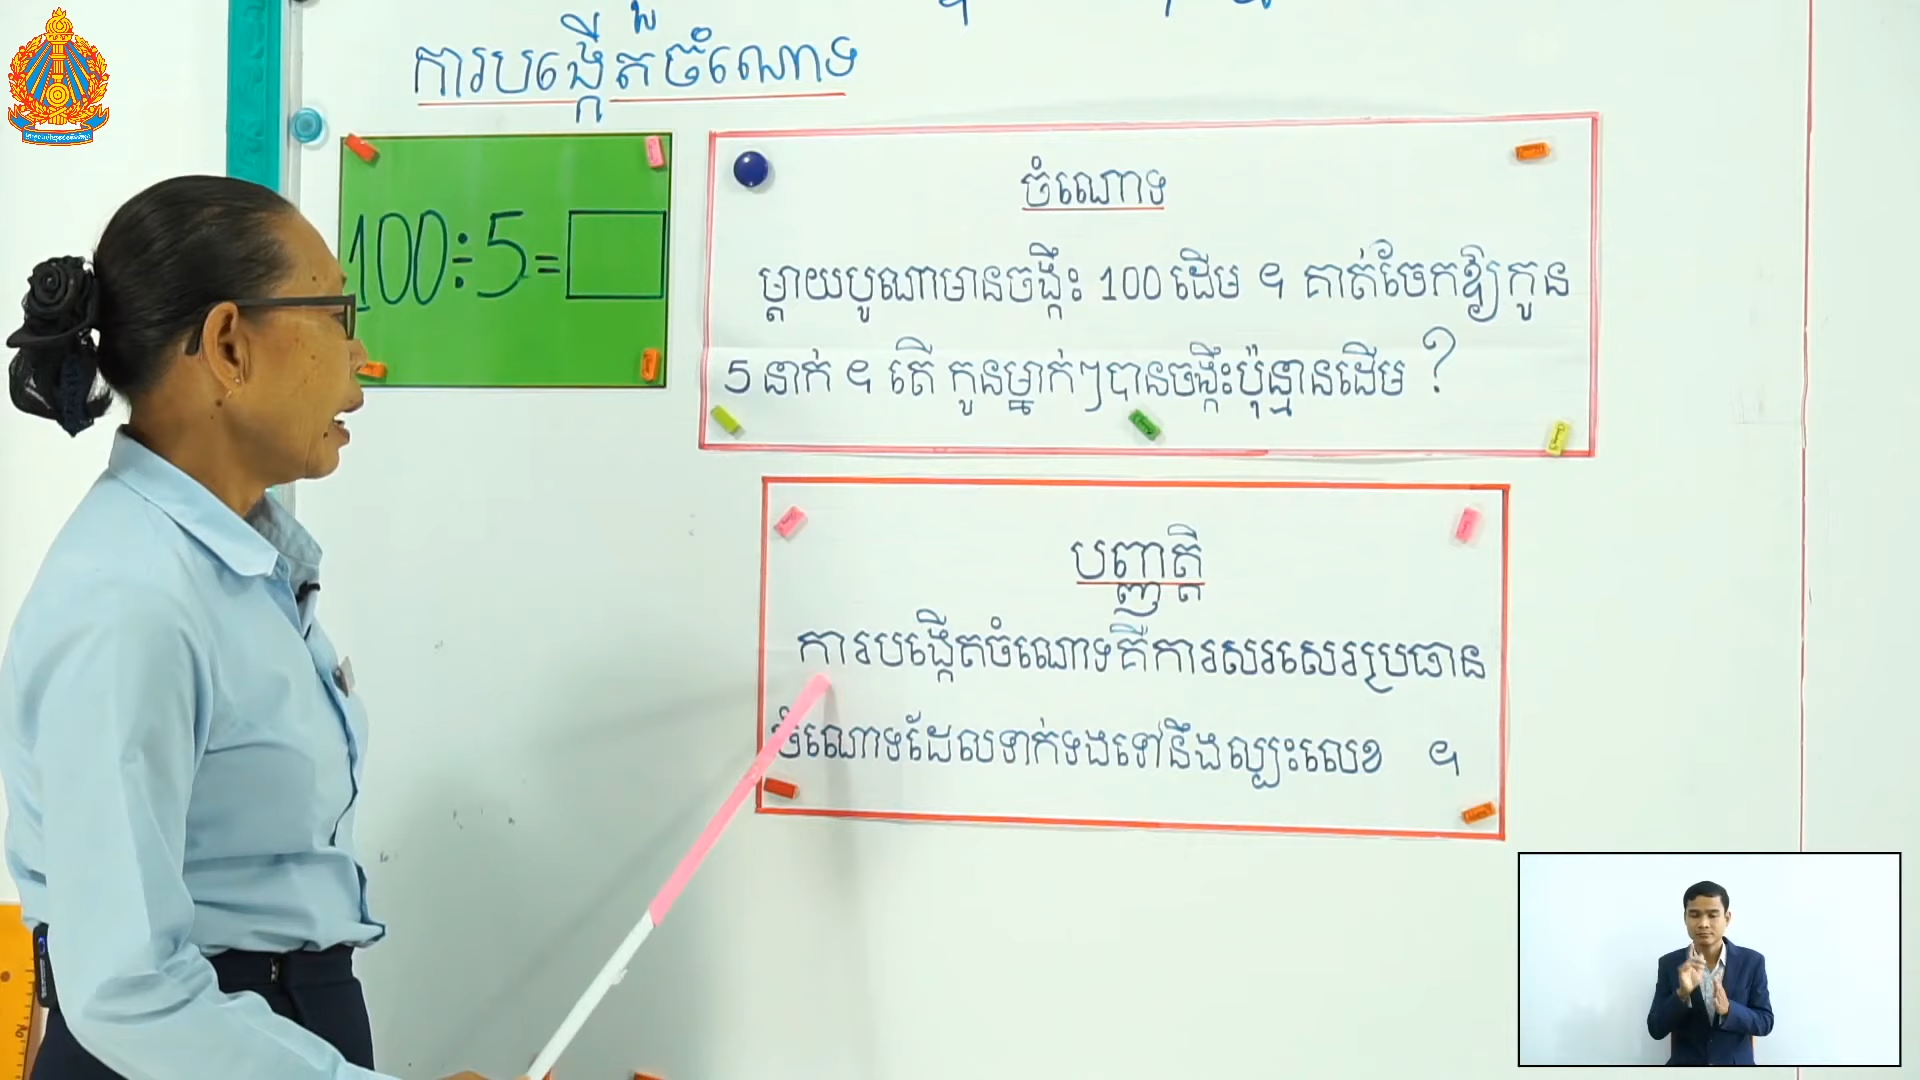 ការបង្កើតចំណោទ
100÷5=
ចំណោទ
ម្ដាយបូណាមានចង្កឹះ 100 ដើម ។ គាត់ចែកឱ្យកូន
5 នាក់ ។ តើ កូនម្នាក់ៗបានចង្កឹះប៉ុន្មានដើម ?
បញ្ញត្តិ
ការបង្កើតចំណោទគឺការសរសេរប្រធាន
ចំណោទដែលទាក់ទងទៅនឹងល្បះលេខ ។